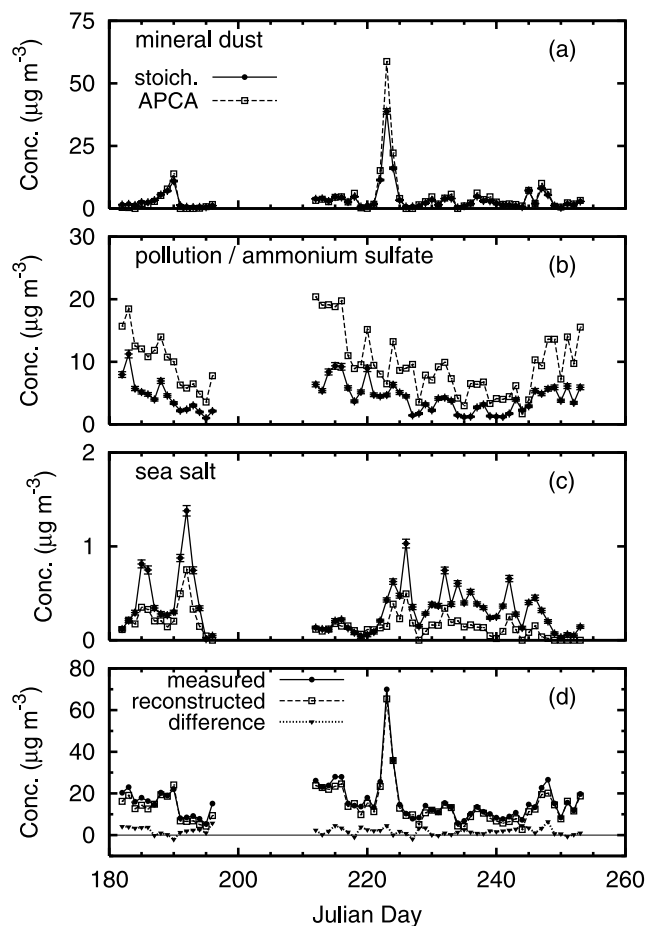 75
mineral dust
(a)
stoich.
APCA
50
25
0
Conc. (µg m⁻³)
30
pollution / ammonium sulfate
(b)
20
10
0
Conc. (µg m⁻³)
2
sea salt
(c)
1
0
Conc. (µg m⁻³)
80
measured
(d)
60
reconstructed
difference
40
20
0
Conc. (µg m⁻³)
180 200 220 240 260
Julian Day